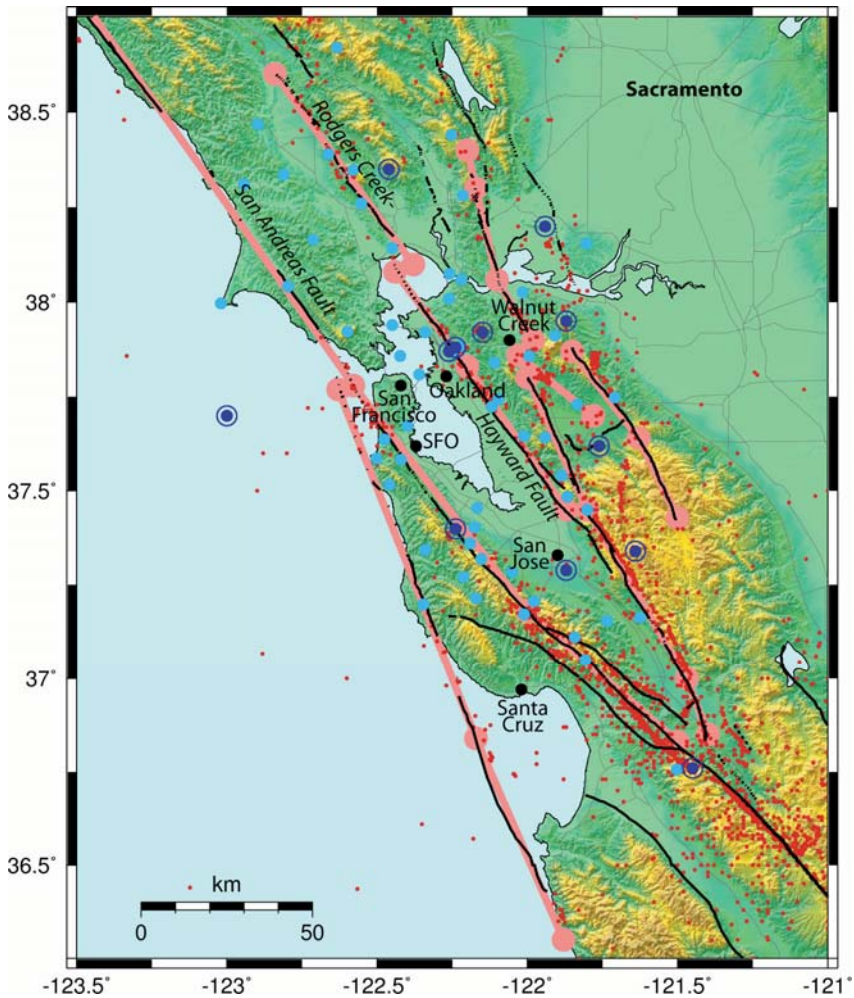 38.5°
38°
37.5°
37°
36.5°
Sacramento
Rodgers Creek-
San Andreas Fault
Walnut
Creek
Oakland
San
Francisco
SFO
Hayward Fault
San
Jose
Santa
Cruz
km
0
50
-123.5°
-123°
-122.5°
-122°
-121.5°
-121°